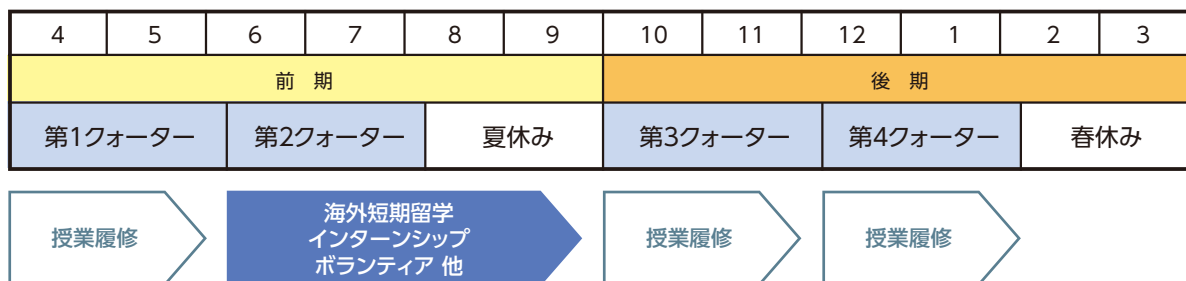 4 5 6 7 8 9 10 11 12 1 2 3
前 期 後 期
第1クォーター 第2クォーター 夏休み 第3クォーター 第4クォーター 春休み
授業履修
海外短期留学
インターンシップ
ボランティア 他
授業履修
授業履修